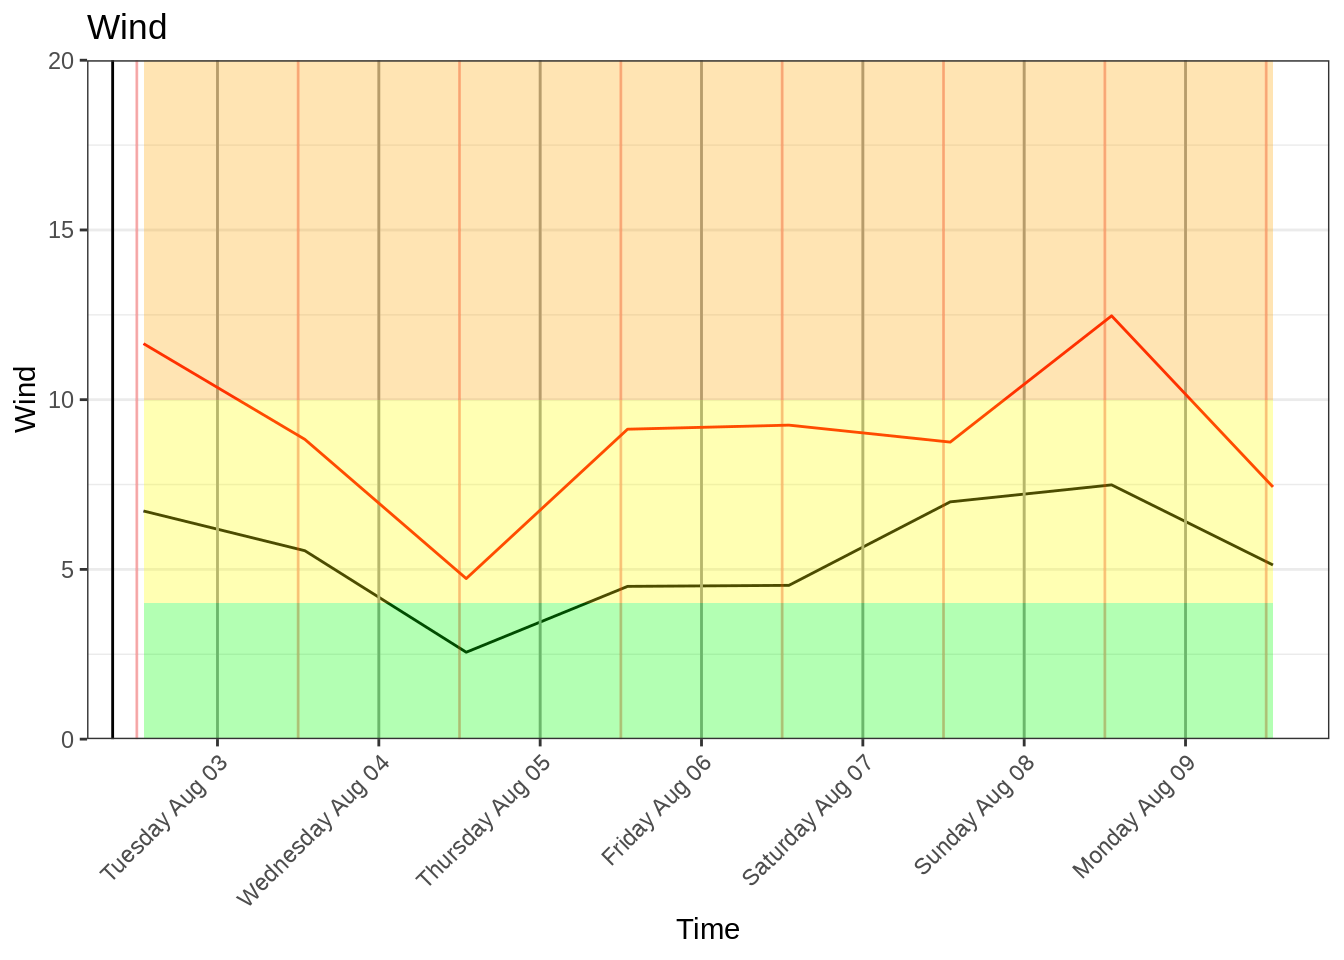 Wind
20
15
10
5
0
Wind
Tuesday Aug 03
Wednesday Aug 04
Thursday Aug 05
Friday Aug 06
Saturday Aug 07
Sunday Aug 08
Monday Aug 09
Time